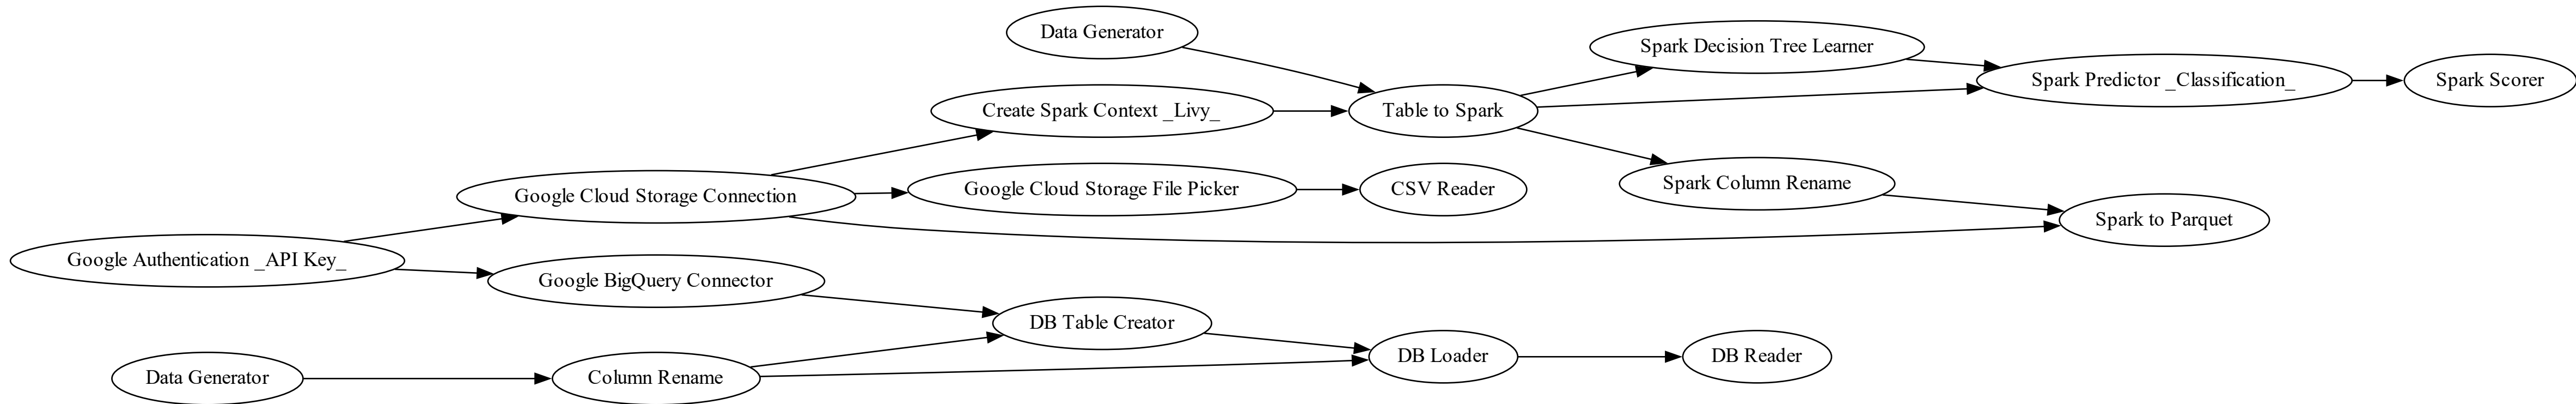 Data Generator
Spark Decision Tree Learner
Spark Predictor _Classification_
Spark Scorer
Create Spark Context _Livy_
Table to Spark
Google Cloud Storage Connection
Google Cloud Storage File Picker
CSV Reader
Spark Column Rename
Spark to Parquet
Google Authentication _API Key_
Google BigQuery Connector
DB Table Creator
DB Loader
DB Reader
Data Generator
Column Rename